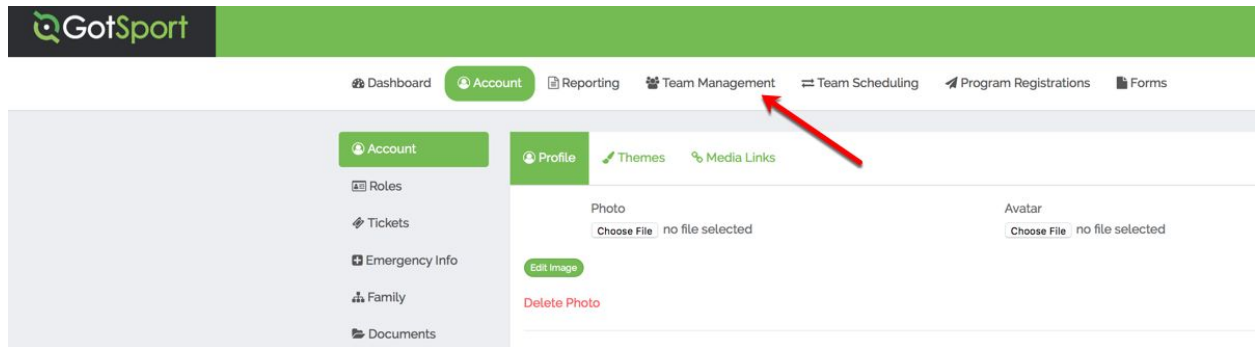 GotSport
Dashboard Account Reporting Team Management Team Scheduling Program Registrations Forms
Account
Profile Themes Media Links
Roles
Photo Avatar
Tickets
Choose File no file selected Choose File no file selected
Emergency Info
Edit Image
Family
Delete Photo
Documents